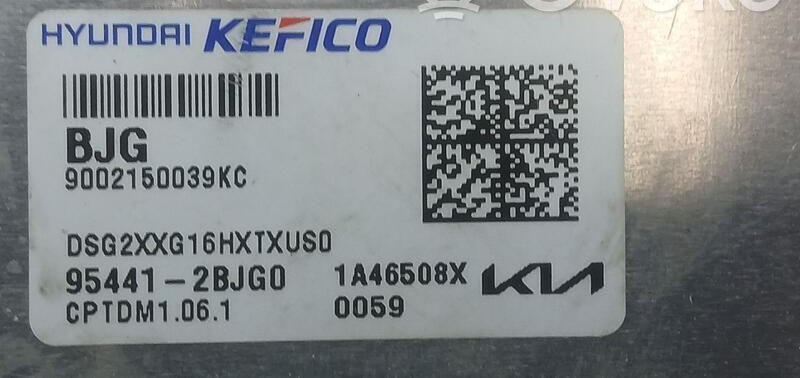 HYUNDAI KEFICO
BJG
9002150039KC
DSG2XXG16HXTXUS0
95441-2BJG0 1A46508X KIA
CPTDM1.06.1 0059